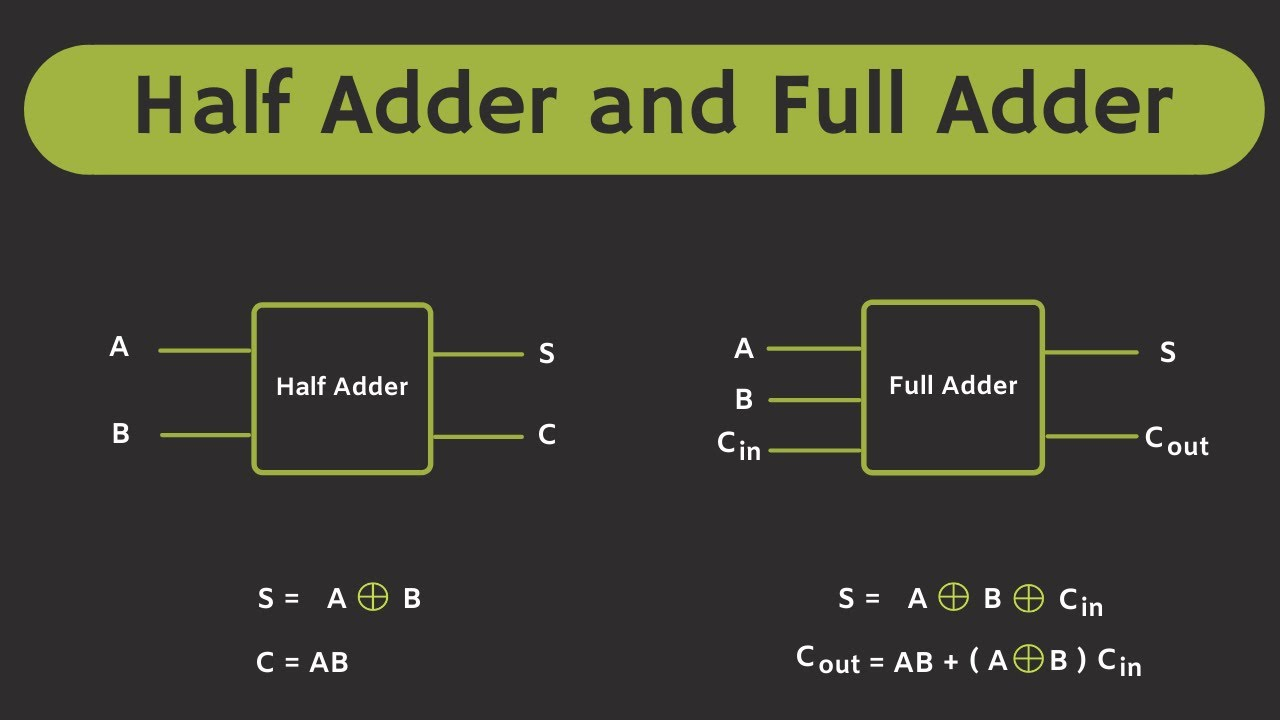 Half Adder and Full Adder
A
B
Half Adder
S
C
A
B
Cin
Full Adder
S
Cout
S = A ⊕ B
C = AB
S = A ⊕ B ⊕ Cin
Cout = AB + ( A ⊕ B ) Cin